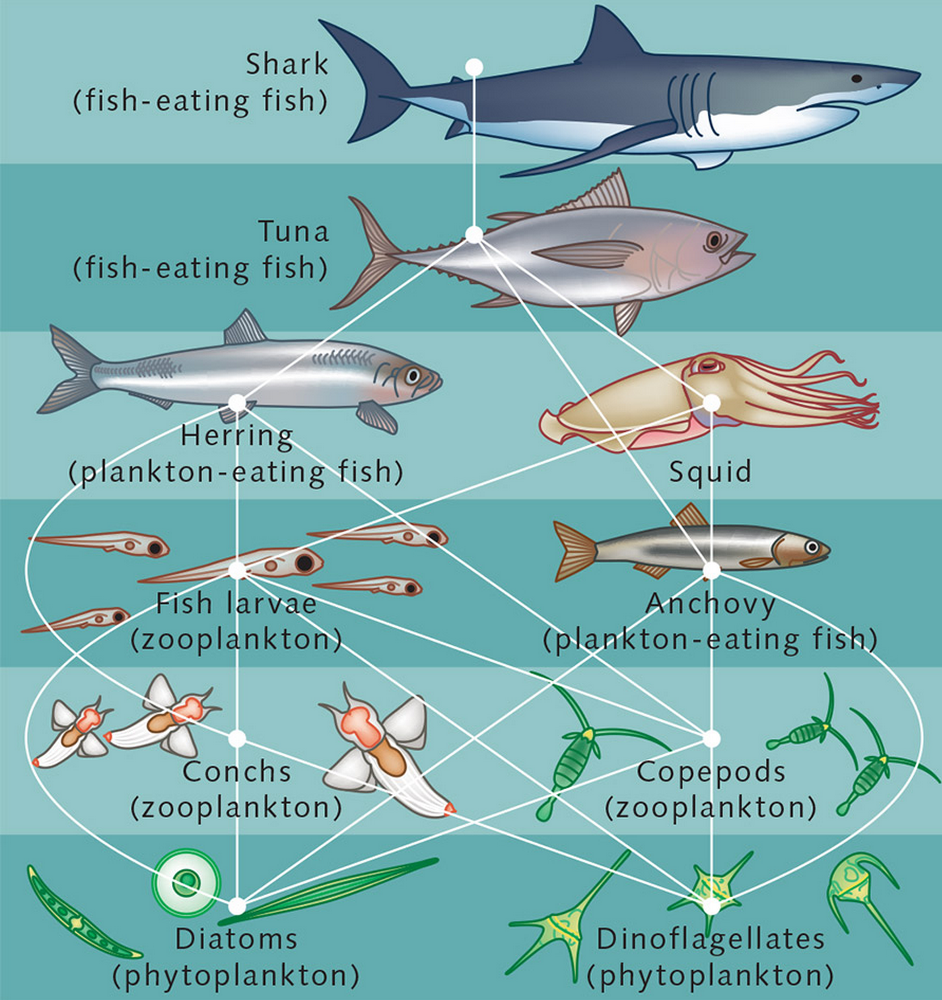 Shark
(fish-eating fish)
Tuna
(fish-eating fish)
Herring
(plankton-eating fish)
Squid
Fish larvae
(zooplankton)
Anchovy
(plankton-eating fish)
Conchs
(zooplankton)
Copepods
(zooplankton)
Diatoms
(phytoplankton)
Dinoflagellates
(phytoplankton)